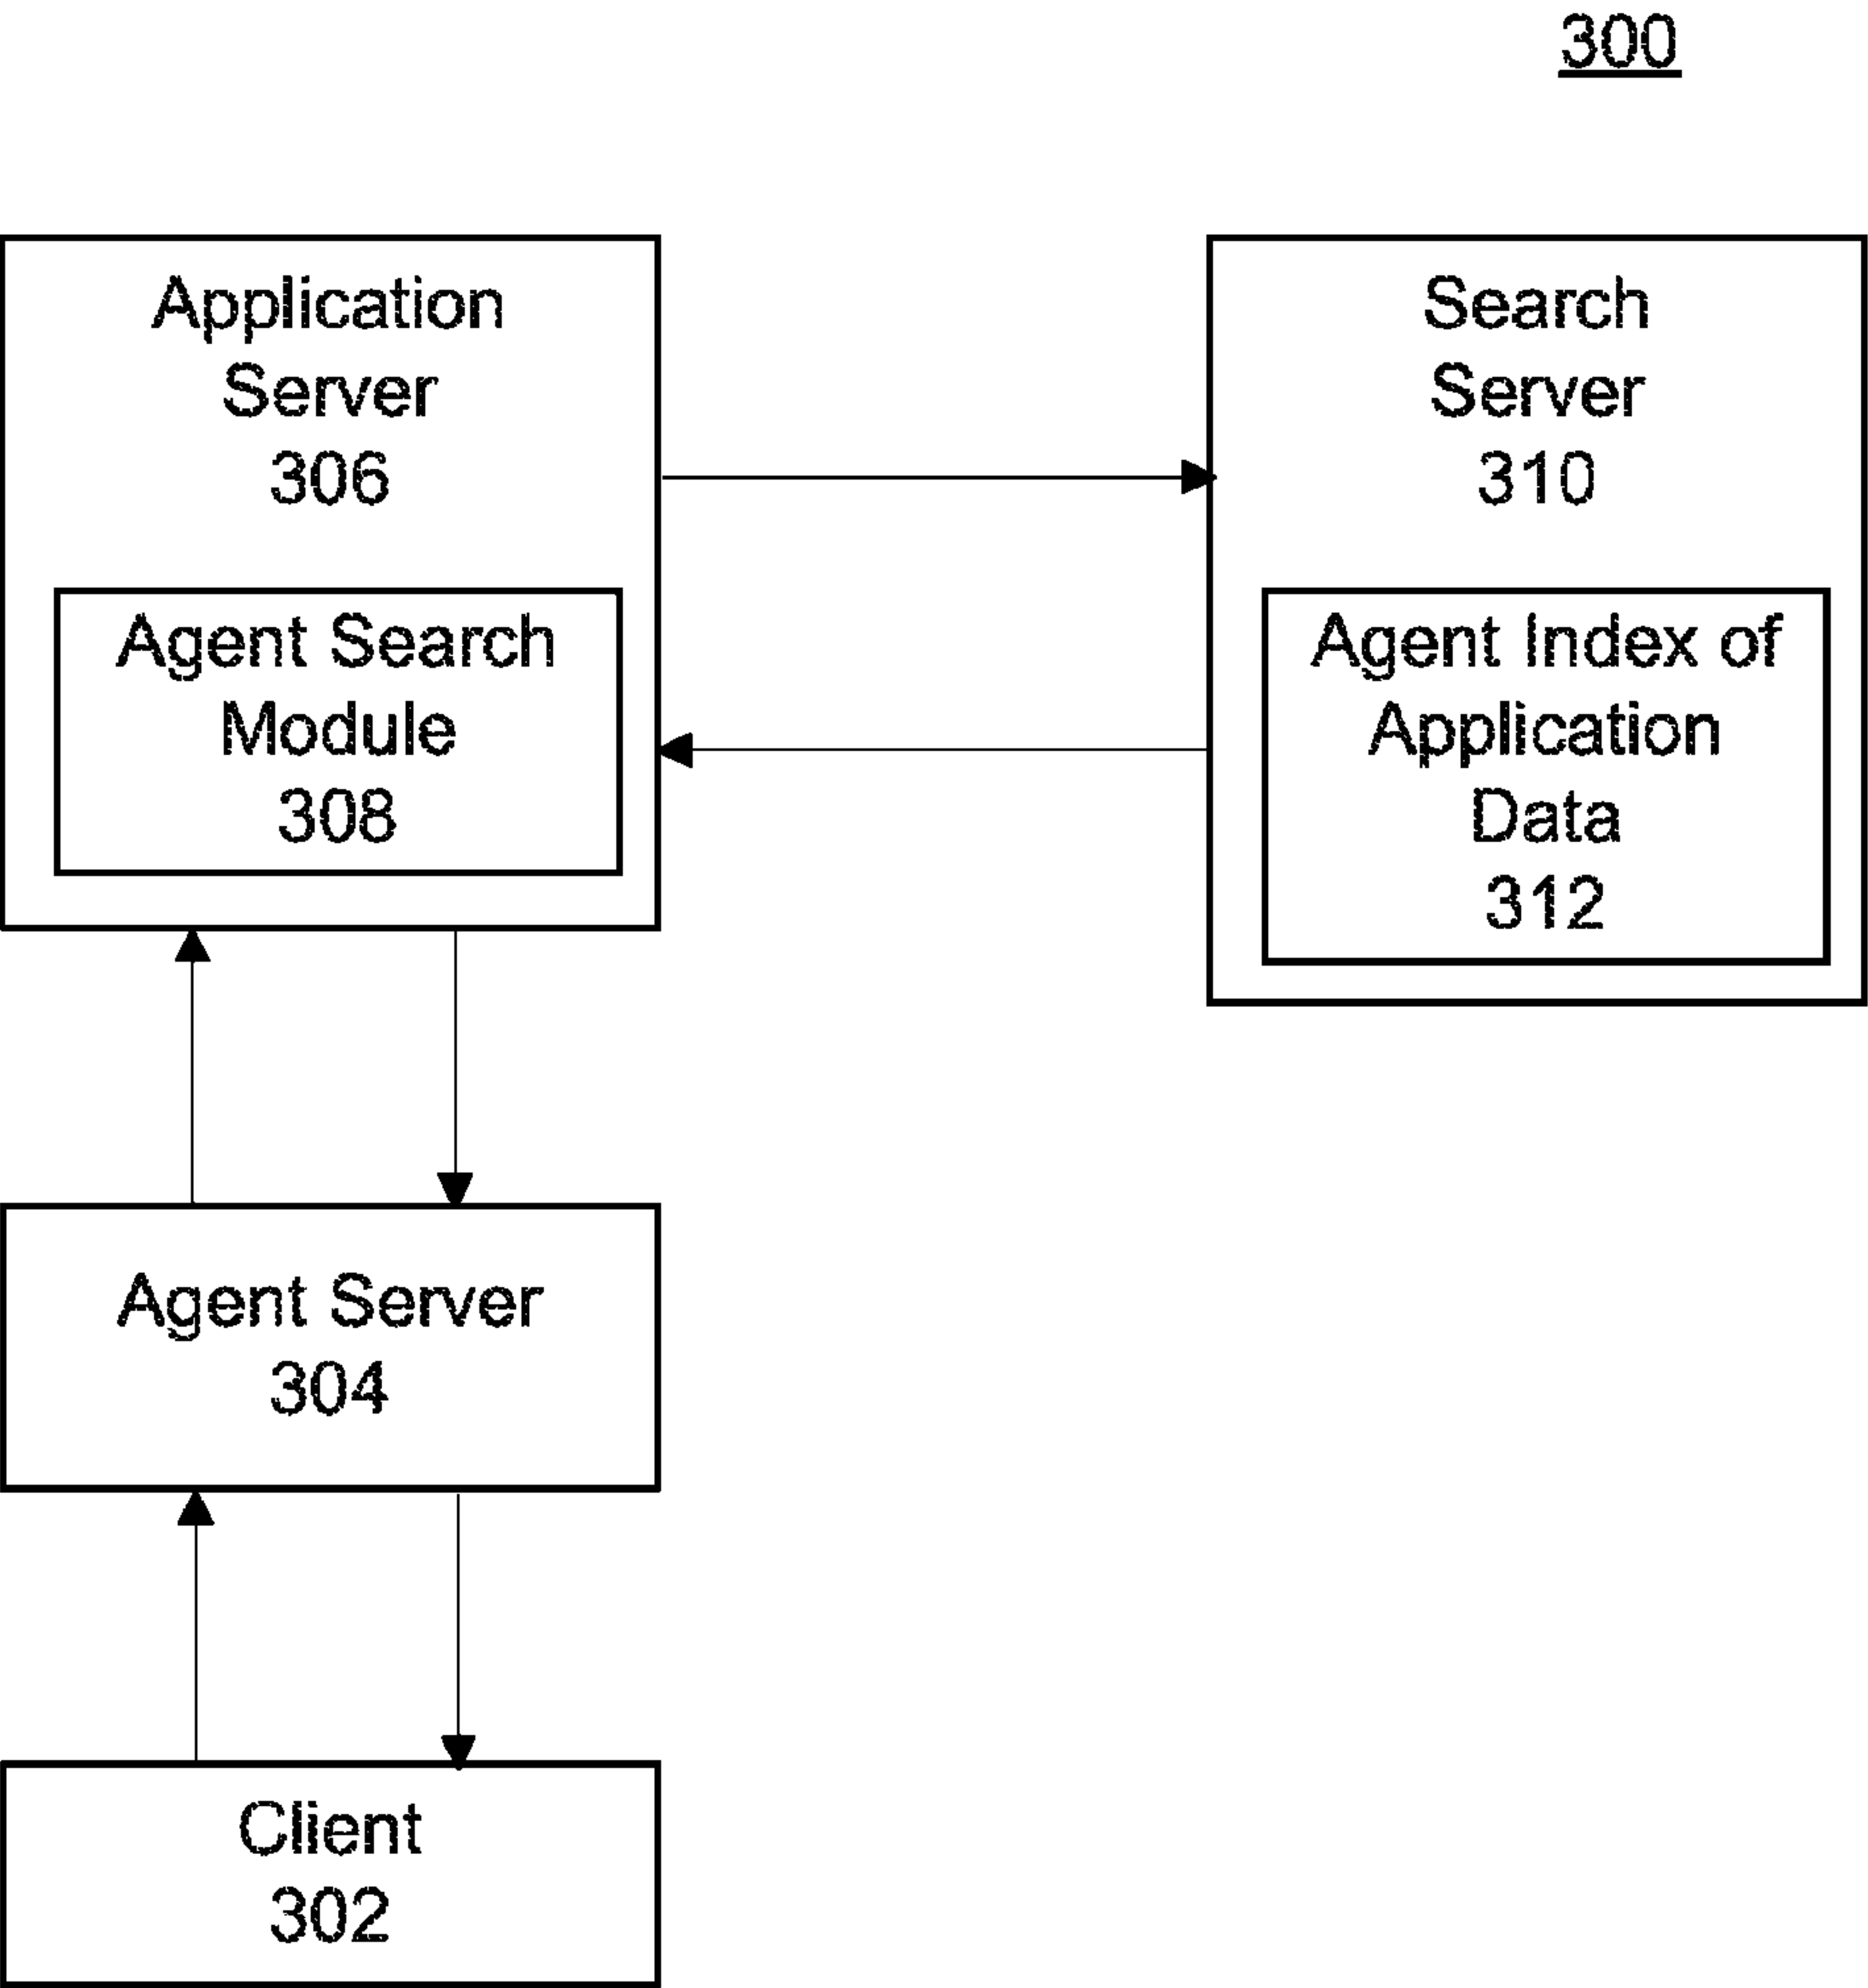 300
Application
Server
306
Agent Search
Module
308
Search
Server
310
Agent Index of
Application
Data
312
Agent Server
304
Client
302